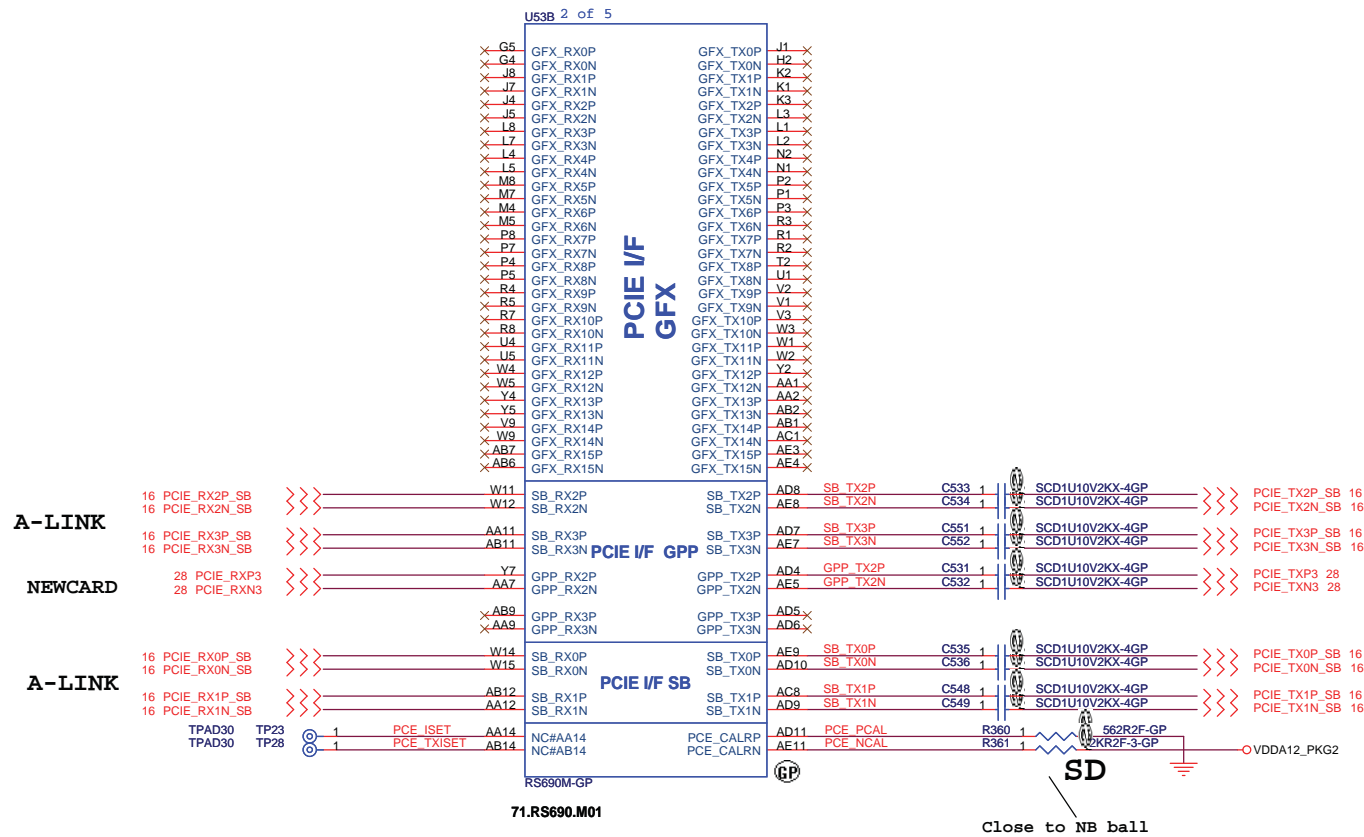 U53B 2 of 5
G5 GFX_RX0P GFX_TX0P J1
G4 GFX_RX0N GFX_TX0N H2
J8 GFX_RX1P GFX_TX1P K2
J7 GFX_RX1N GFX_TX1N K1
J4 GFX_RX2P GFX_TX2P K3
J5 GFX_RX2N GFX_TX2N L3
L8 GFX_RX3P GFX_TX3P L1
L7 GFX_RX3N GFX_TX3N L2
L4 GFX_RX4P GFX_TX4P N2
L5 GFX_RX4N GFX_TX4N N1
M8 GFX_RX5P GFX_TX5P P2
M7 GFX_RX5N GFX_TX5N P1
M4 GFX_RX6P GFX_TX6P P3
M5 GFX_RX6N GFX_TX6N R3
P8 GFX_RX7P GFX_TX7P R1
P7 GFX_RX7N GFX_TX7N R2
P4 GFX_RX8P GFX_TX8P T2
P5 GFX_RX8N GFX_TX8N U1
R4 GFX_RX9P GFX_TX9P V2
R5 GFX_RX9N GFX_TX9N V1
R7 GFX_RX10P GFX_TX10P V3
R8 GFX_RX10N GFX_TX10N W3
U4 GFX_RX11P GFX_TX11P W1
U5 GFX_RX11N GFX_TX11N W2
W4 GFX_RX12P GFX_TX12P Y2
W5 GFX_RX12N GFX_TX12N AA1
Y4 GFX_RX13P GFX_TX13P AA2
Y5 GFX_RX13N GFX_TX13N AB2
V9 GFX_RX14P GFX_TX14P AB1
W9 GFX_RX14N GFX_TX14N AC1
AB7 GFX_RX15P GFX_TX15P AE3
AB6 GFX_RX15N GFX_TX15N AE4
PCIE I/F
GFX
A-LINK
16 PCIE_RX2P_SB W11 SB_RX2P SB_TX2P AD8 SB_TX2P C533 1 SCD1U10V2KX-4GP PCIE_TX2P_SB 16
16 PCIE_RX2N_SB W12 SB_RX2N SB_TX2N AE8 SB_TX2N C534 1 SCD1U10V2KX-4GP PCIE_TX2N_SB 16
16 PCIE_RX3P_SB AA11 SB_RX3P SB_TX3P AD7 SB_TX3P C551 1 SCD1U10V2KX-4GP PCIE_TX3P_SB 16
16 PCIE_RX3N_SB AB11 SB_RX3N SB_TX3N AE7 SB_TX3N C552 1 SCD1U10V2KX-4GP PCIE_TX3N_SB 16
PCIE I/F GPP
NEWCARD
28 PCIE_RXP3 Y7 GPP_RX2P GPP_TX2P AD4 GPP_TX2P C531 1 SCD1U10V2KX-4GP PCIE_TXP3 28
28 PCIE_RXN3 AA7 GPP_RX2N GPP_TX2N AE5 GPP_TX2N C532 1 SCD1U10V2KX-4GP PCIE_TXN3 28
AB9 GPP_RX3P GPP_TX3P AD5
AA9 GPP_RX3N GPP_TX3N AD6
A-LINK
16 PCIE_RX0P_SB W14 SB_RX0P SB_TX0P AE9 SB_TX0P C535 1 SCD1U10V2KX-4GP PCIE_TX0P_SB 16
16 PCIE_RX0N_SB W15 SB_RX0N SB_TX0N AD10 SB_TX0N C536 1 SCD1U10V2KX-4GP PCIE_TX0N_SB 16
PCIE I/F SB
16 PCIE_RX1P_SB AB12 SB_RX1P SB_TX1P AC8 SB_TX1P C548 1 SCD1U10V2KX-4GP PCIE_TX1P_SB 16
16 PCIE_RX1N_SB AA12 SB_RX1N SB_TX1N AD9 SB_TX1N C549 1 SCD1U10V2KX-4GP PCIE_TX1N_SB 16
TPAD30 TP23 1 PCE_ISET AA14 NC#AA14 PCE_CALRP AD11 PCE_PCAL R360 1 562R2F-GP
TPAD30 TP28 1 PCE_TXISET AB14 NC#AB14 PCE_CALRN AE11 PCE_NCAL R361 1 2KR2F-3-GP VDDA12_PKG2
SD
GP
RS690M-GP
71.RS690.M01
Close to NB ball